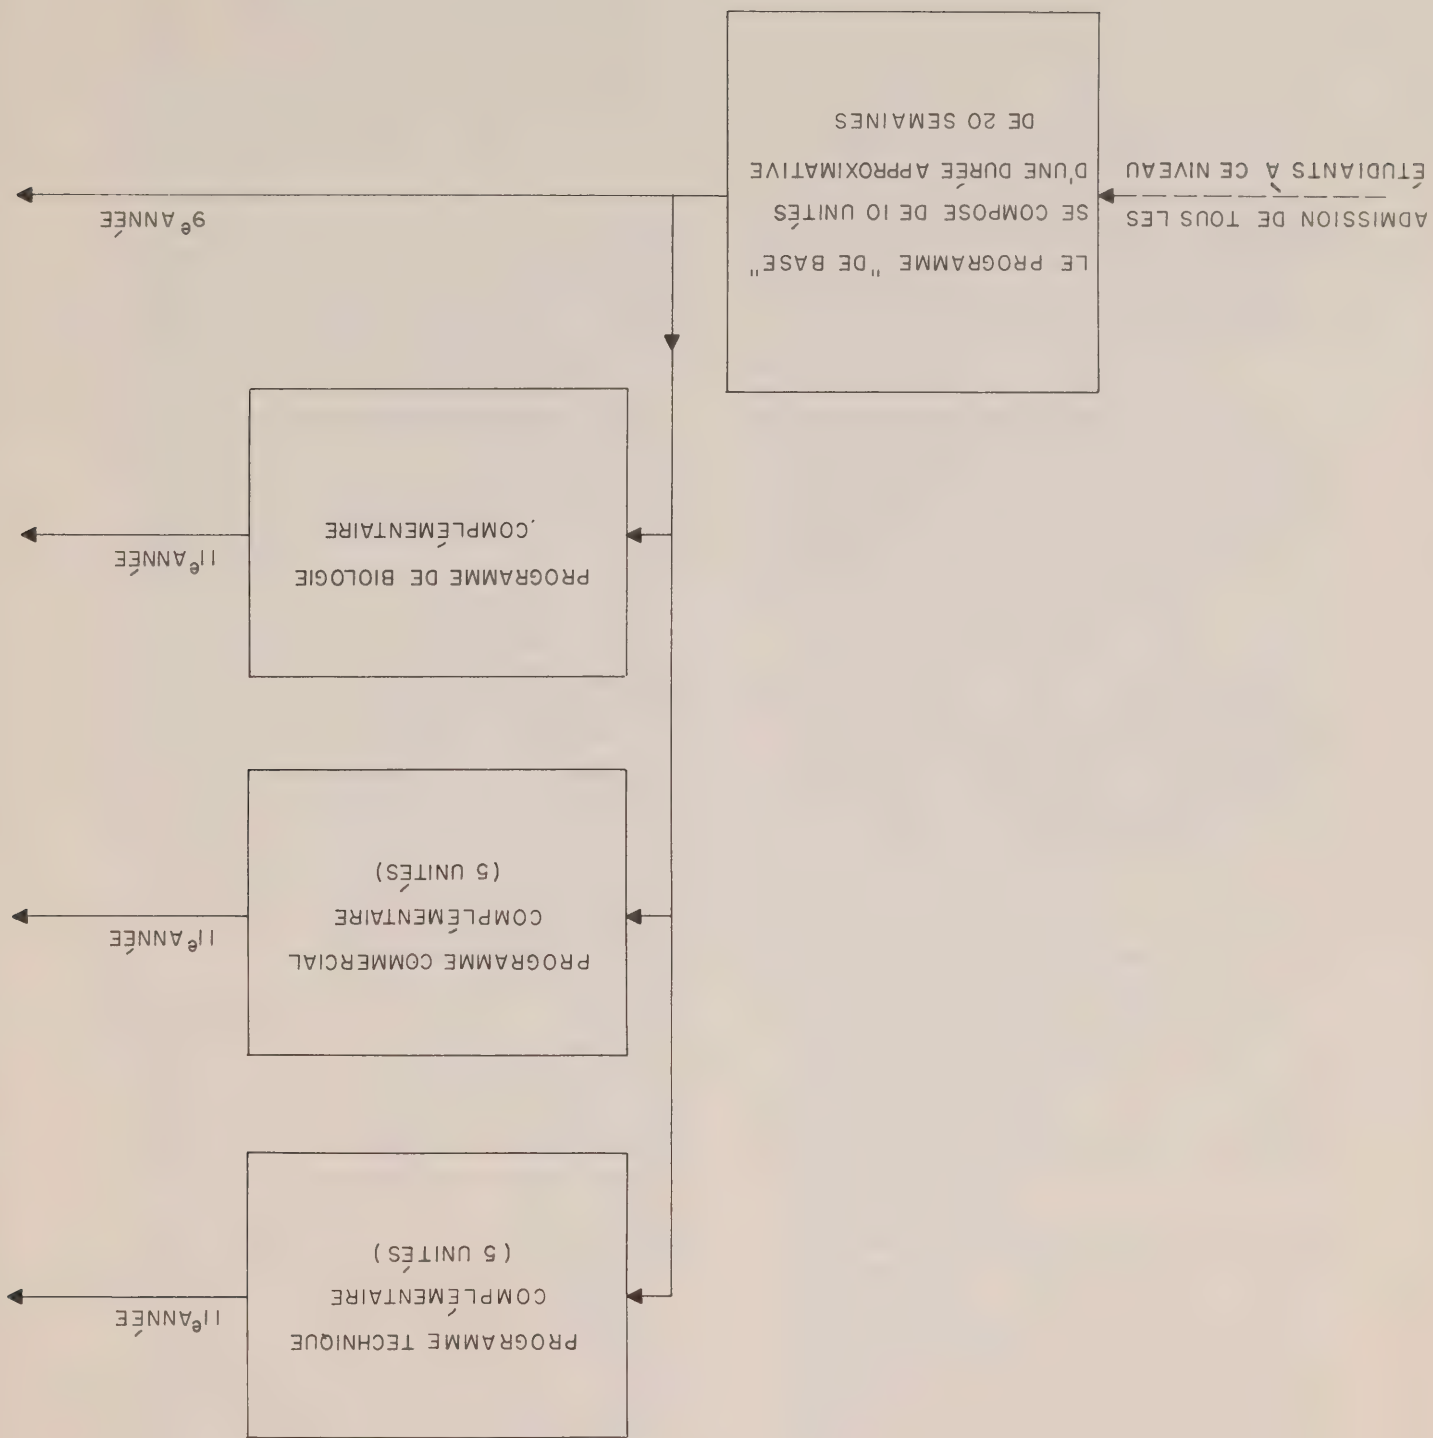 PROGRAMME TECHNIQUE
COMPLÉMENTAIRE
(5 UNITÉS)
11e ANNÉE
PROGRAMME COMMERCIAL
COMPLÉMENTAIRE
(5 UNITÉS)
11e ANNÉE
PROGRAMME DE BIOLOGIE
COMPLÉMENTAIRE
11e ANNÉE
ADMISSION DE TOUS LES
ÉTUDIANTS À CE NIVEAU
LE PROGRAMME "DE BASE"
SE COMPOSE DE 10 UNITÉS
D'UNE DURÉE APPROXIMATIVE
DE 20 SEMAINES
9e ANNÉE